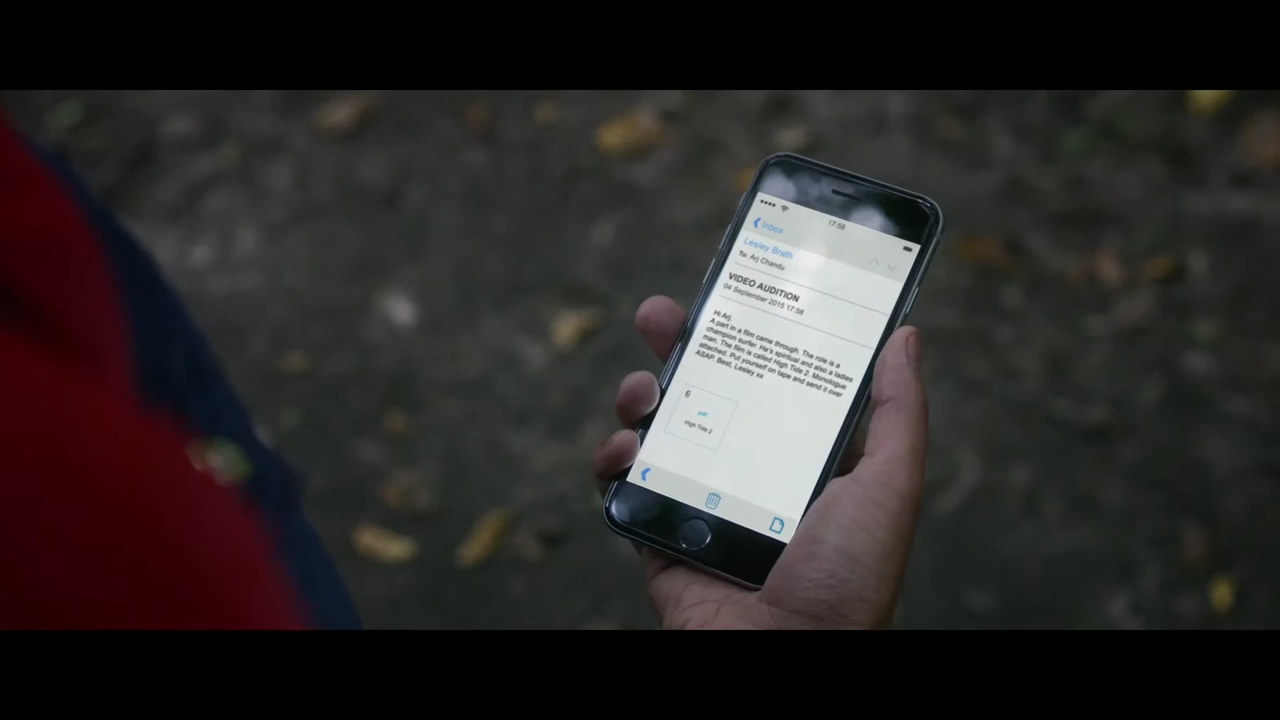 17:58
Inbox
Lesley Brath
To: Arj Chandu
VIDEO AUDITION
04 September 2015 17:58
Hi Arj,
A part in a film came through. The role is a
champion surfer. He's spiritual and also a ladies
man. The film is called High Tide 2. Monologue
attached. Put yourself on tape and send it over
ASAP. Best, Lesley xx
pdf
High Tide 2